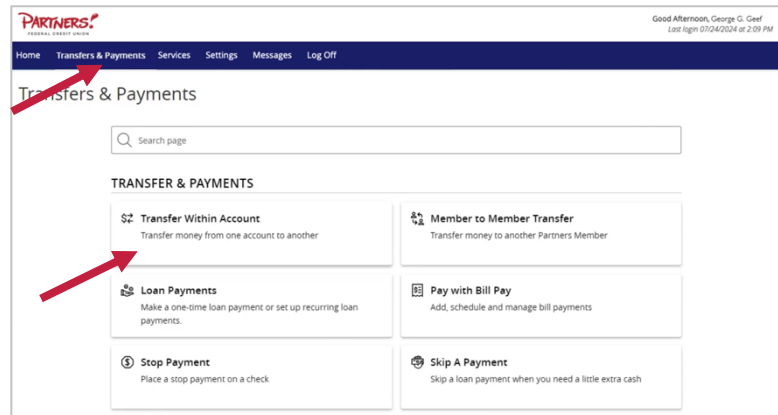 PARTNERS!
FEDERAL CREDIT UNION
Good Afternoon, George G. Geef
Last login 07/24/2024 at 2:09 PM
Home Transfers & Payments Services Settings Messages Log Off
Transfers & Payments
Search page
TRANSFER & PAYMENTS
Transfer Within Account
Transfer money from one account to another
Member to Member Transfer
Transfer money to another Partners Member
Loan Payments
Make a one-time loan payment or set up recurring loan
payments.
Pay with Bill Pay
Add, schedule and manage bill payments
Stop Payment
Place a stop payment on a check
Skip A Payment
Skip a loan payment when you need a little extra cash